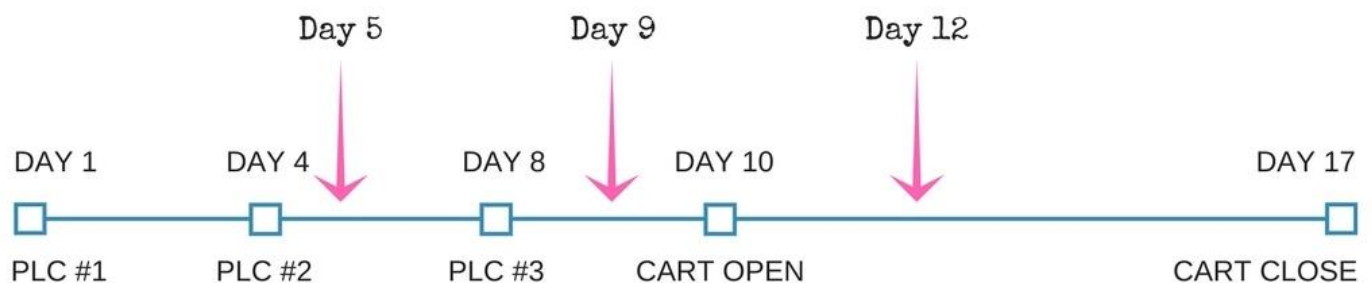 Day 5 Day 9 Day 12
DAY 1 DAY 4 DAY 8 DAY 10 DAY 17
PLC #1 PLC #2 PLC #3 CART OPEN CART CLOSE